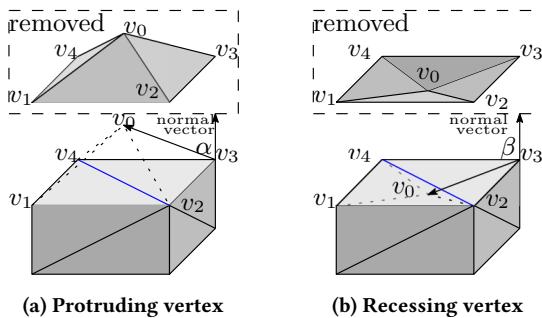 removed
v0
v4
v3
v1
v2
v0
normal
vector
α
v4
v3
v1
v2
(a) Protruding vertex
removed
v4
v3
v0
v1
v2
normal
vector
β
v4
v3
v0
v1
v2
(b) Recessing vertex